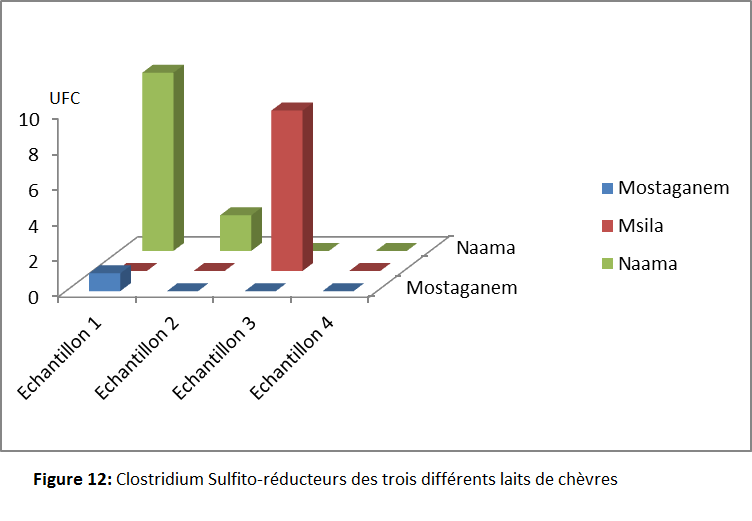 UFC
10
8
6
4
2
0
Echantillon 1
Echantillon 2
Echantillon 3
Echantillon 4
Naama
Mostaganem
Mostaganem
Msila
Naama
Figure 12: Clostridium Sulfito-réducteurs des trois différents laits de chèvres